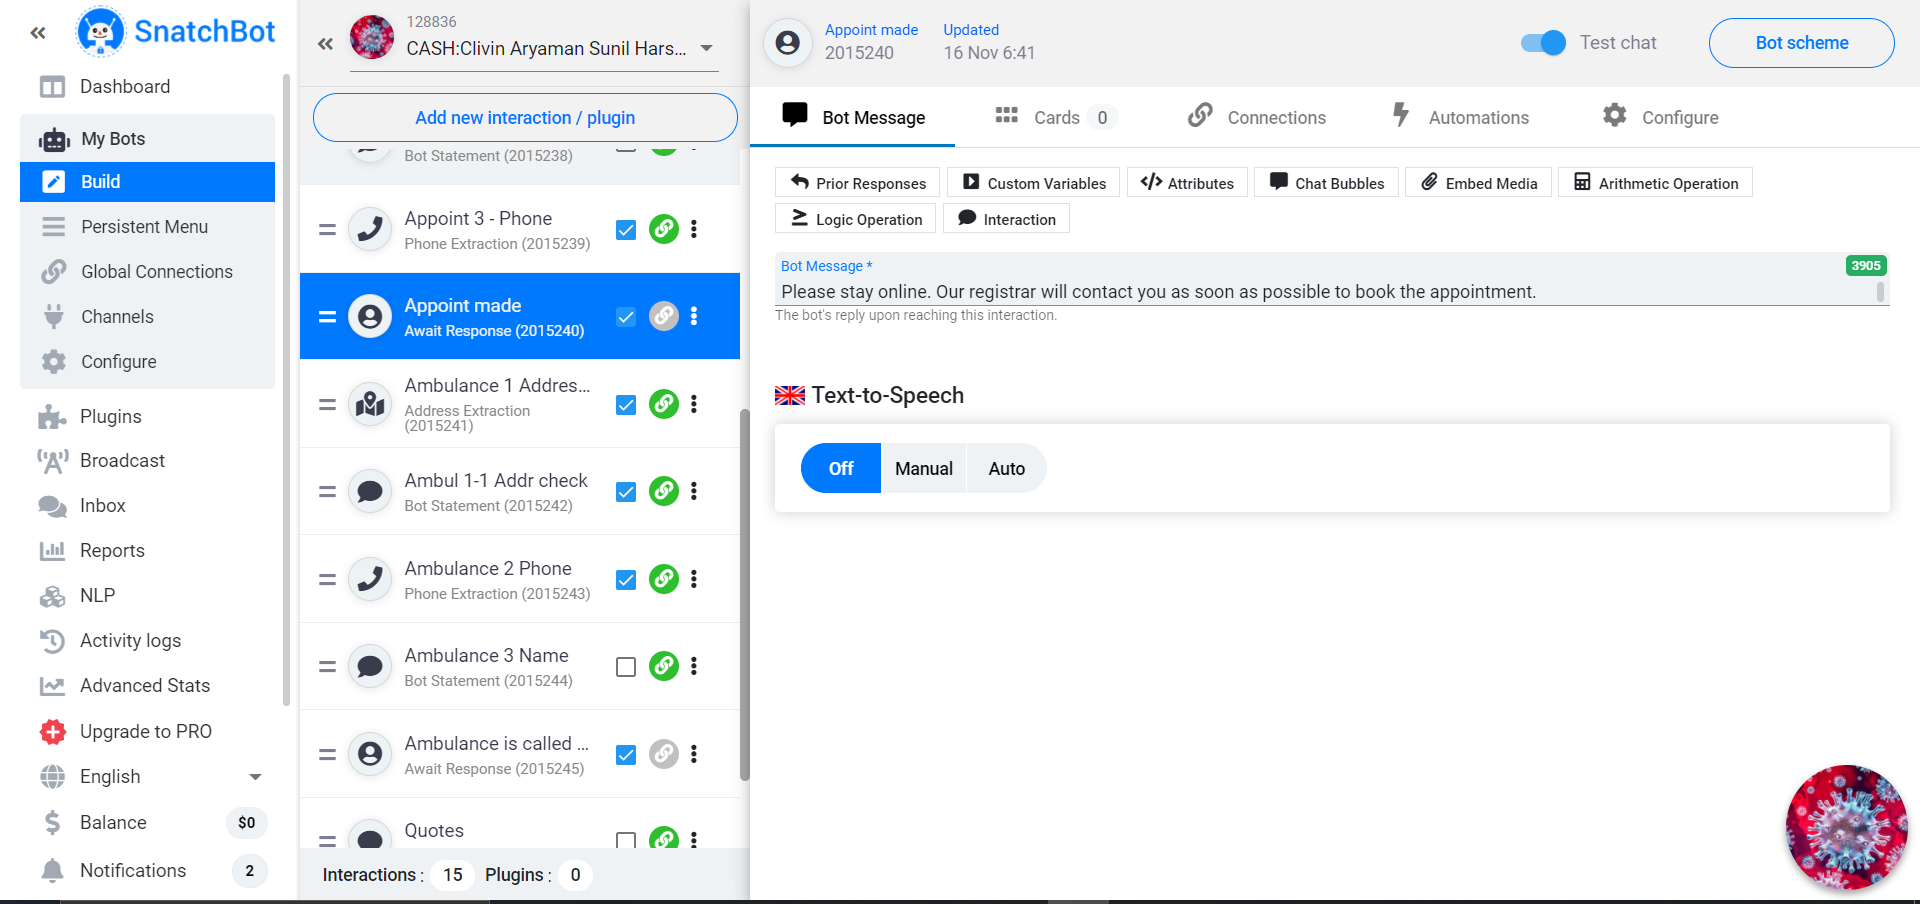 SnatchBot
Dashboard
My Bots
Build
Persistent Menu
Global Connections
Channels
Configure
Plugins
Broadcast
Inbox
Reports
NLP
Activity logs
Advanced Stats
Upgrade to PRO
English
Balance $0
Notifications 2
128836
CASH:Clivin Aryaman Sunil Hars...
Add new interaction / plugin
Bot Statement (2015238)
Appoint 3 - Phone
Phone Extraction (2015239)
Appoint made
Await Response (2015240)
Ambulance 1 Addres...
Address Extraction
(2015241)
Ambul 1-1 Addr check
Bot Statement (2015242)
Ambulance 2 Phone
Phone Extraction (2015243)
Ambulance 3 Name
Bot Statement (2015244)
Ambulance is called ...
Await Response (2015245)
Quotes
Interactions : 15 Plugins : 0
Appoint made Updated
2015240 16 Nov 6:41
Test chat
Bot scheme
Bot Message Cards 0 Connections Automations Configure
Prior Responses Custom Variables Attributes Chat Bubbles Embed Media Arithmetic Operation
Logic Operation Interaction
Bot Message * 3905
Please stay online. Our registrar will contact you as soon as possible to book the appointment.
The bot's reply upon reaching this interaction.
Text-to-Speech
Off Manual Auto